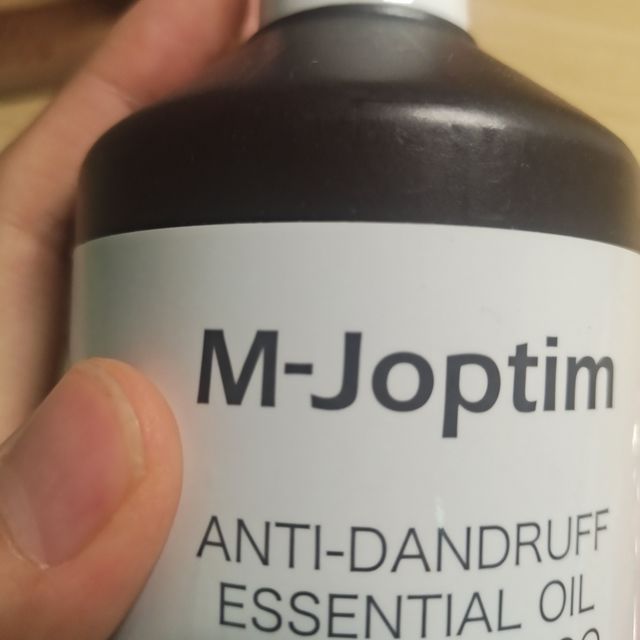 M-Joptim
ANTI-DANDRUFF
ESSENTIAL OIL